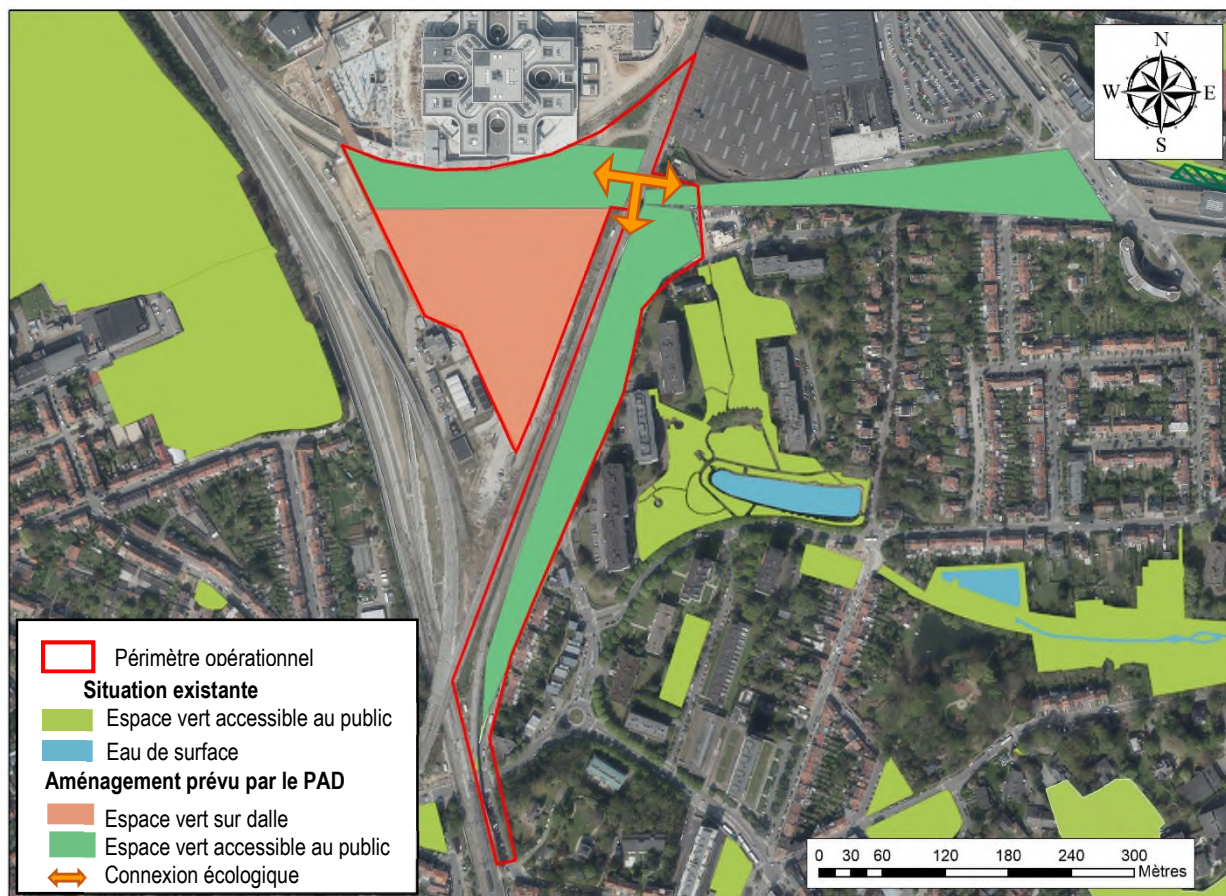 N
W E
S
Périmètre opérationnel
Situation existante
Espace vert accessible au public
Eau de surface
Aménagement prévu par le PAD
Espace vert sur dalle
Espace vert accessible au public
Connexion écologique
0 30 60 120 180 240 300
Mètres